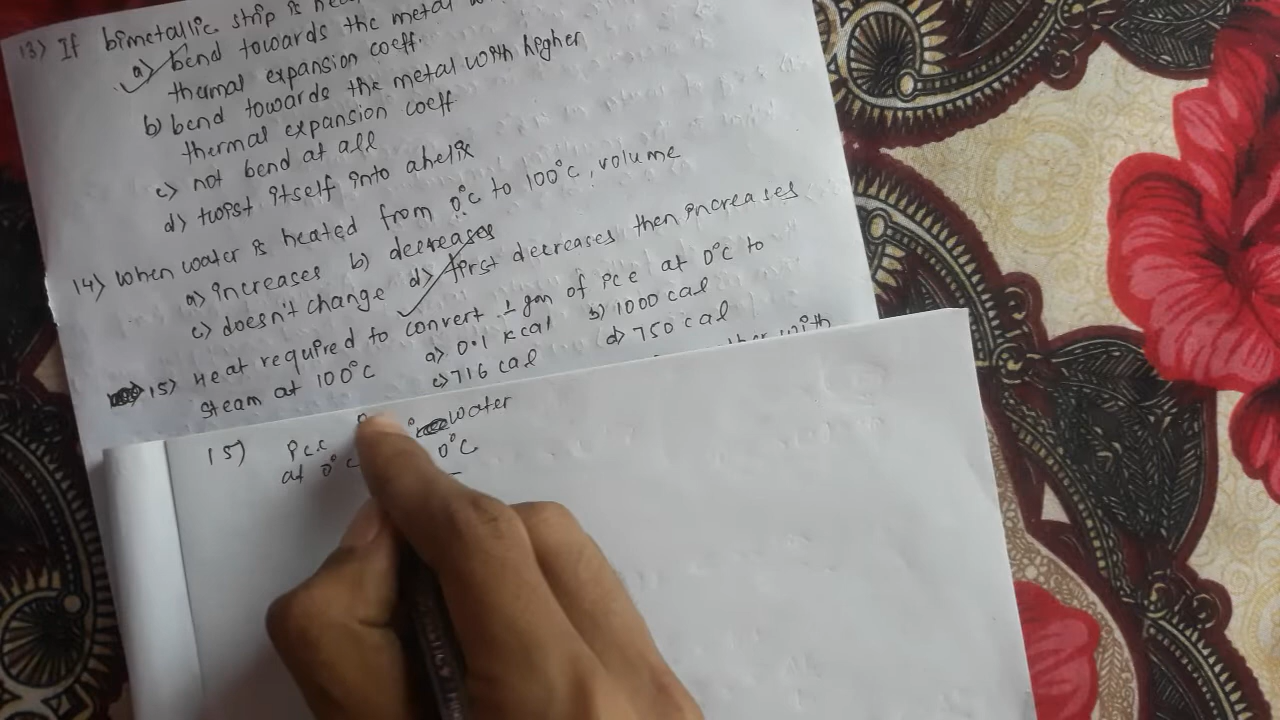 13) If bimetallic strip is
a) bend towards the metal
thermal expansion coeff.
b) bend towards the metal with higher
thermal expansion coeff
c) not bend at all
d) twist itself into a helix
14) When water is heated from 0°C to 100°C, volume
a) increases b) decreases
c) doesn't change d) first decreases then increases
15) Heat required to convert 1 gm of ice at 0°C to
steam at 100°C a) 0.1 kcal b) 1000 cal
c) 716 cal d) 750 cal
with
15) ice water
at 0°C 0°C